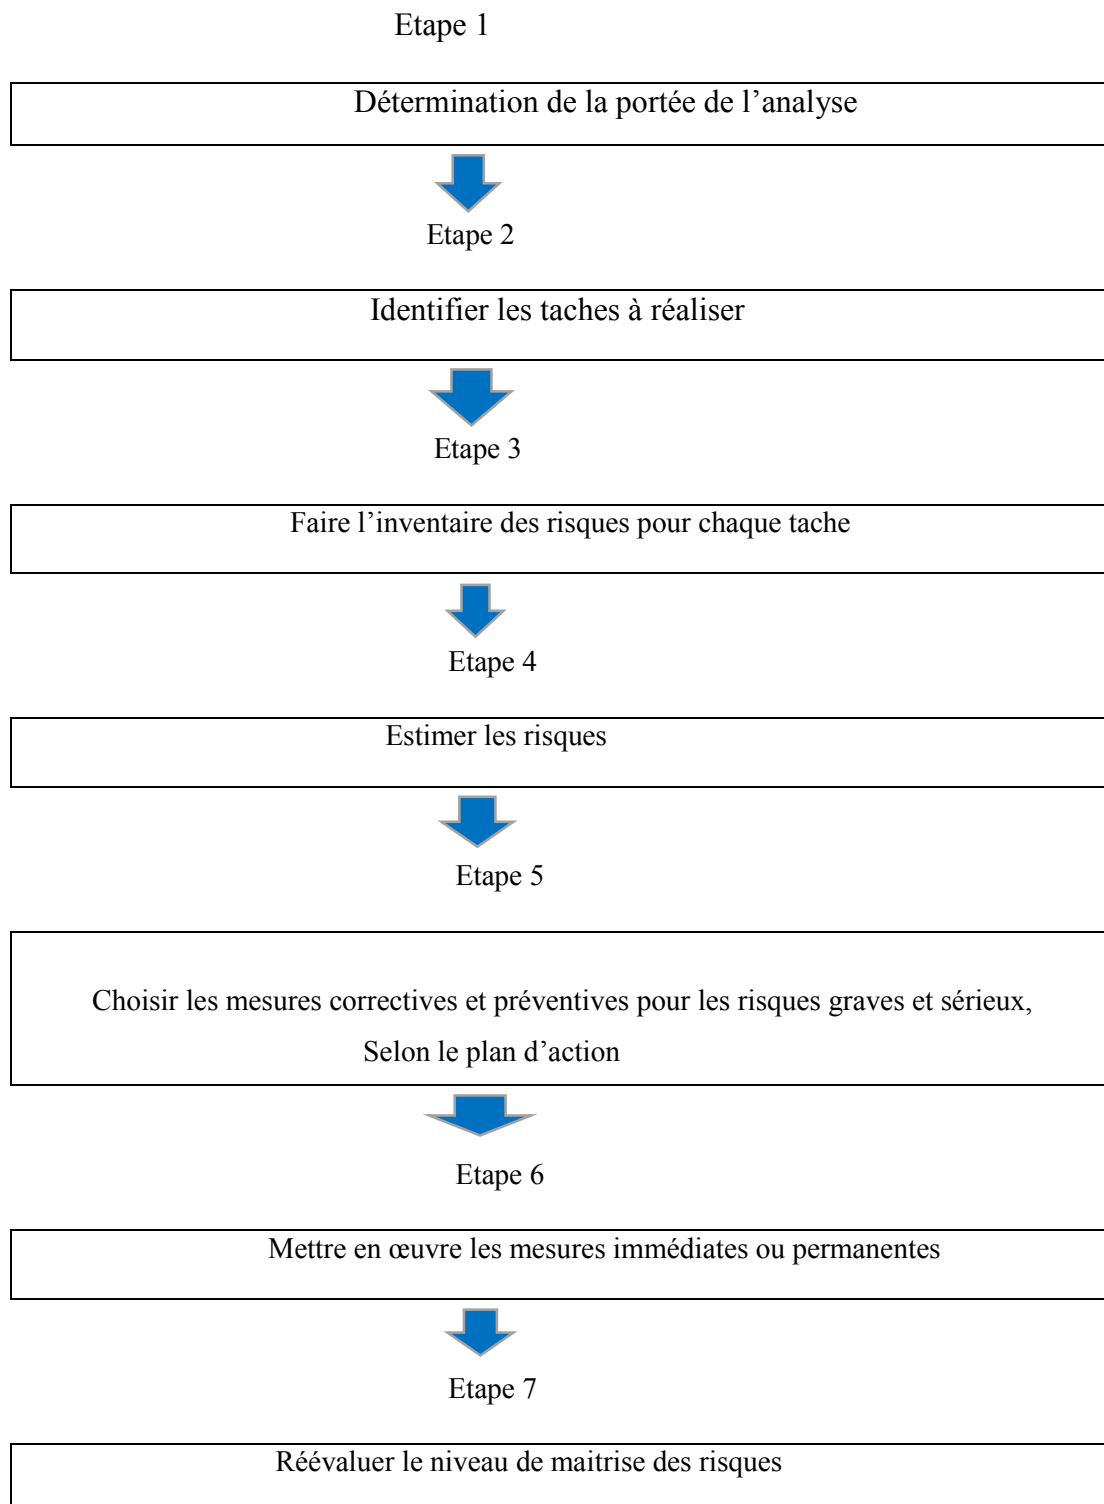 Etape 1
Détermination de la portée de l’analyse
Etape 2
Identifier les taches à réaliser
Etape 3
Faire l’inventaire des risques pour chaque tache
Etape 4
Estimer les risques
Etape 5
Choisir les mesures correctives et préventives pour les risques graves et sérieux,
Selon le plan d’action
Etape 6
Mettre en œuvre les mesures immédiates ou permanentes
Etape 7
Réévaluer le niveau de maitrise des risques